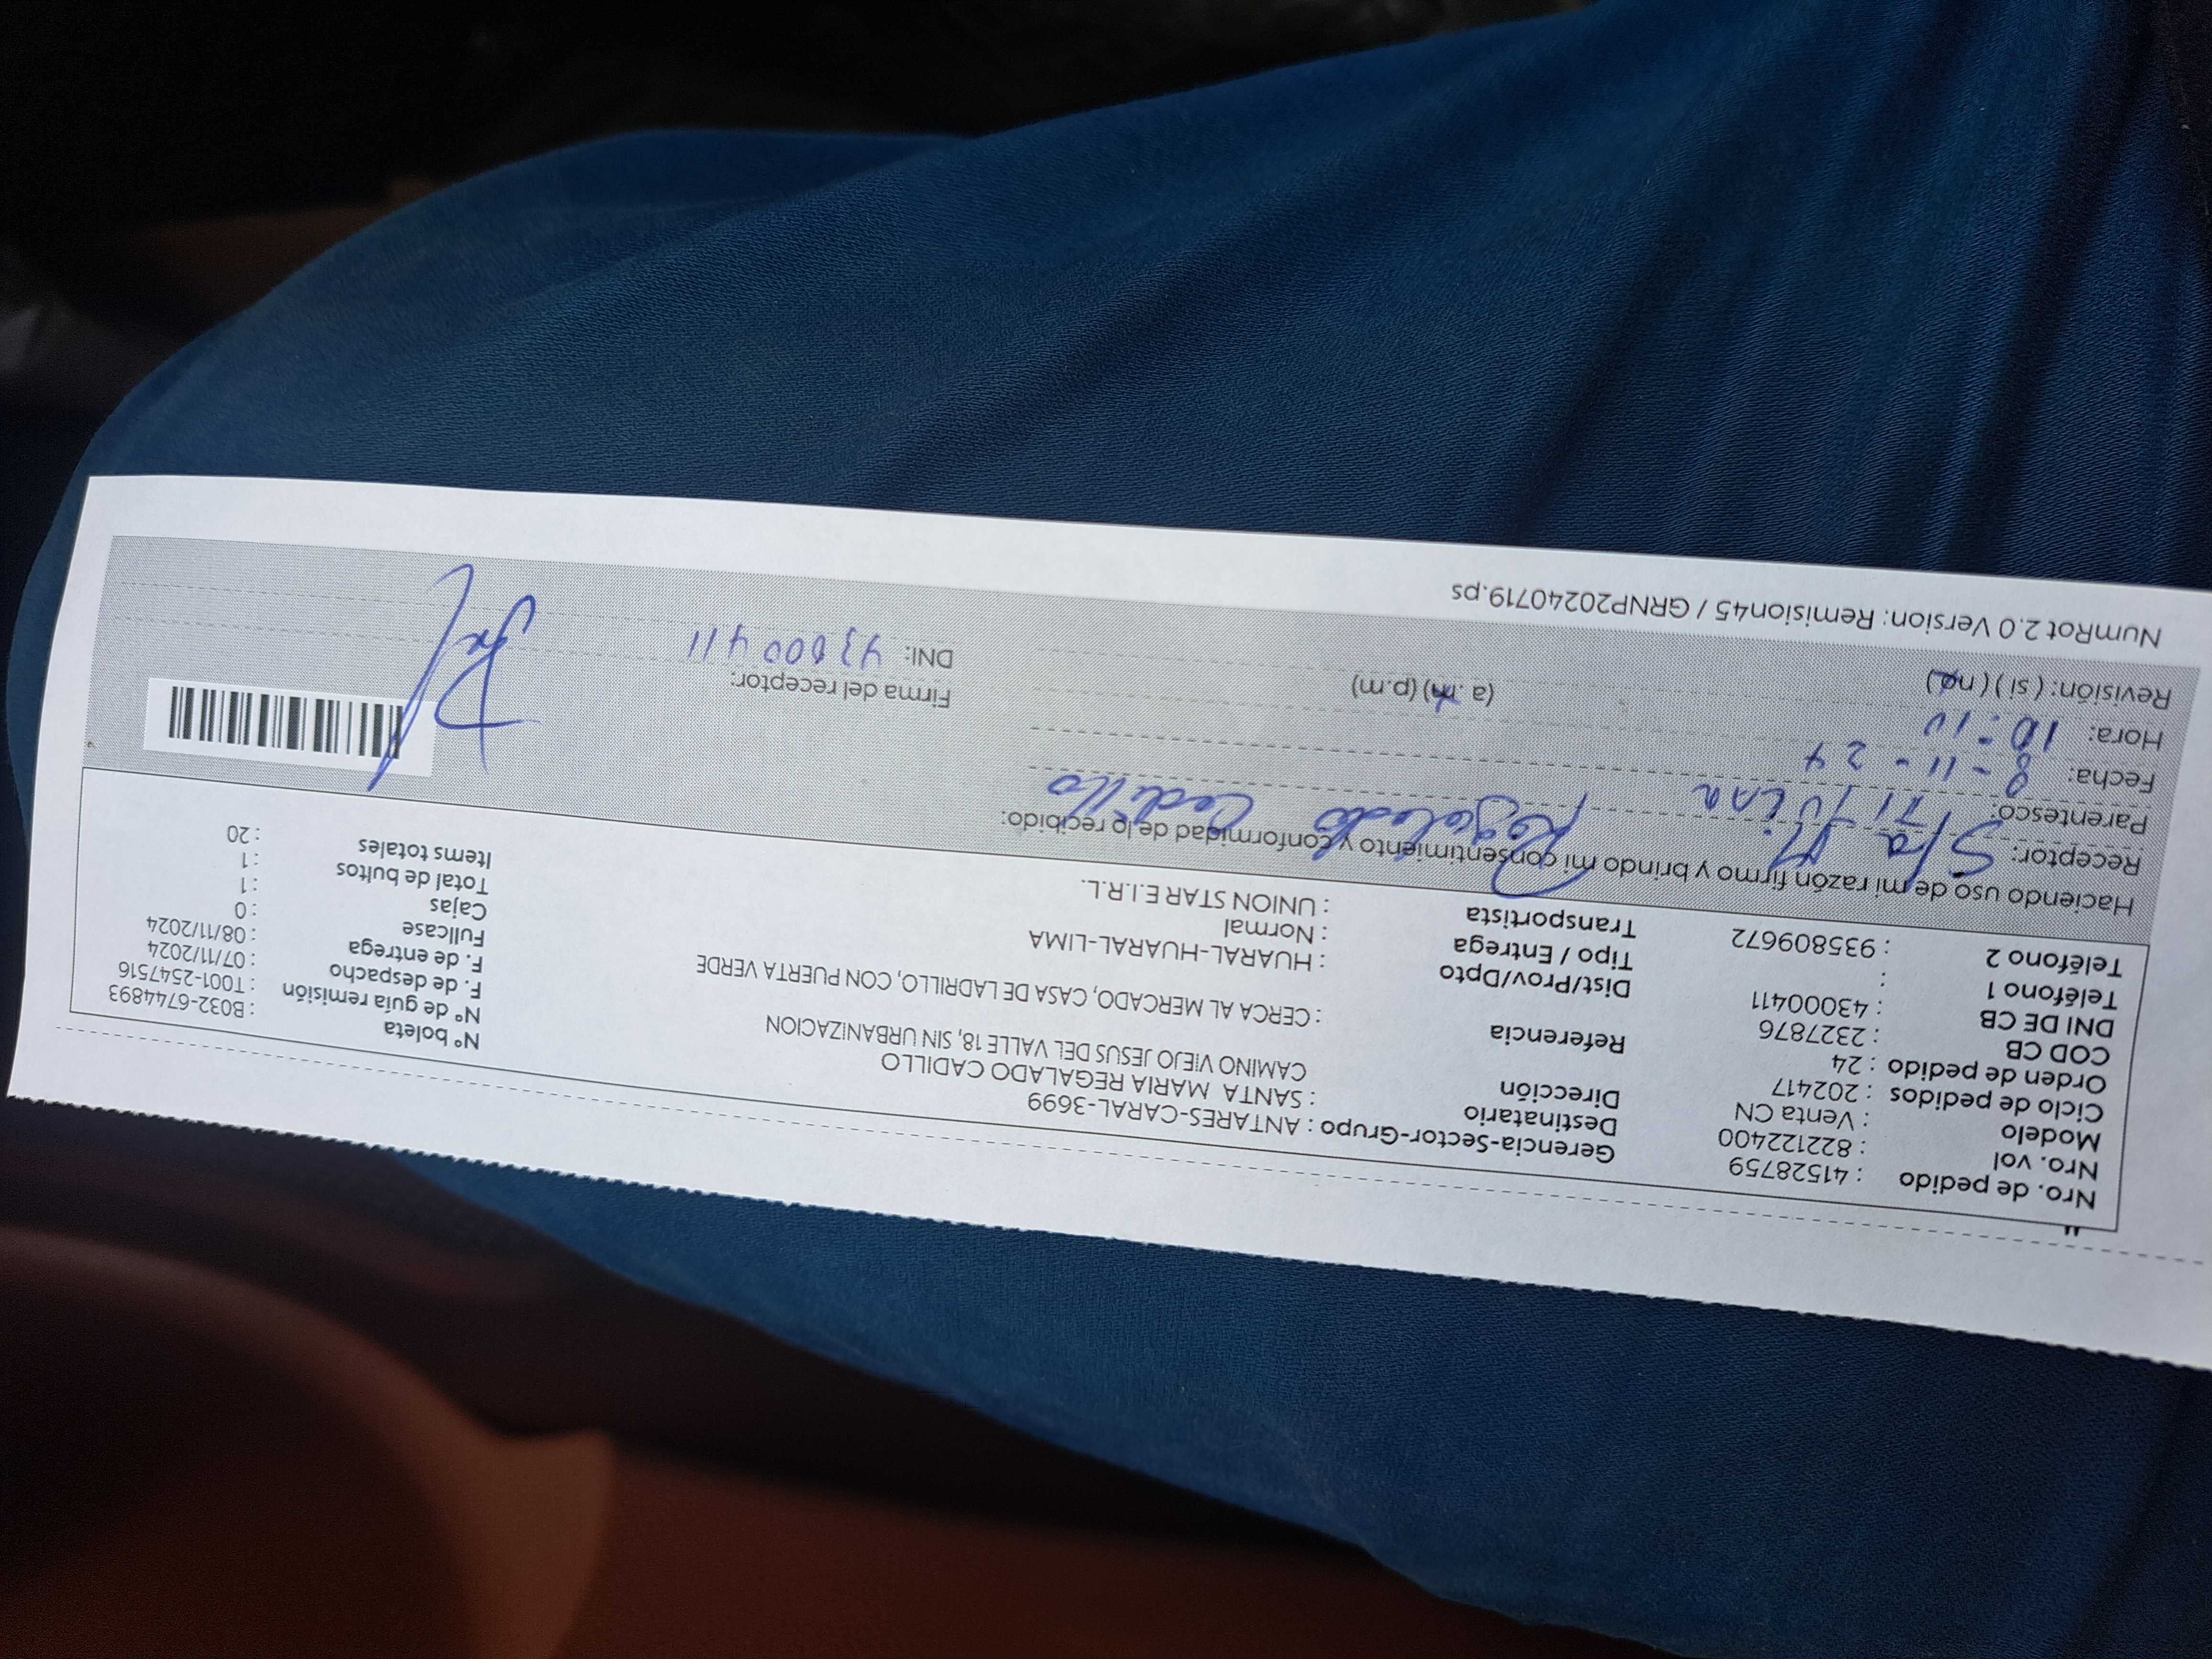 Nro. de pedido : 41528759
Nro. vol : 822122400
Modelo : Venta CN
Ciclo de pedidos : 202417
Orden de pedido : 24
COD CB : 2327876
DNI DE CB : 43000411
Teléfono 1 :
Teléfono 2 : 935809672
Gerencia-Sector-Grupo : ANTARES-CARAL-3699
Destinatario : SANTA MARIA REGALADO CADILLO
Dirección CAMINO VIEJO JESUS DEL VALLE 18, SIN URBANIZACION
Referencia : CERCA AL MERCADO, CASA DE LADRILLO, CON PUERTA VERDE
Dist/Prov/Dpto : HUARAL-HUARAL-LIMA
Tipo / Entrega : Normal
Transportista : UNION STAR E.I.R.L.
N° boleta : B032-6744893
N° de guía remisión : T001-2547516
F. de despacho : 07/11/2024
F. de entrega : 08/11/2024
Fullcase : 0
Cajas : 1
Total de bultos : 1
Items totales : 20
Haciendo uso de mi razón firmo y brindo mi consentimiento y conformidad de lo recibido:
Receptor: Sta M Regalado Cadillo
Parentesco: Titular
Fecha: 8-11-24
Hora: 10:10 (a.m) (p.m)
Revisión: (si) (no)
Firma del receptor:
DNI: 43000411
NumRot 2.0 Version: Remision45 / GRNP20240719.ps